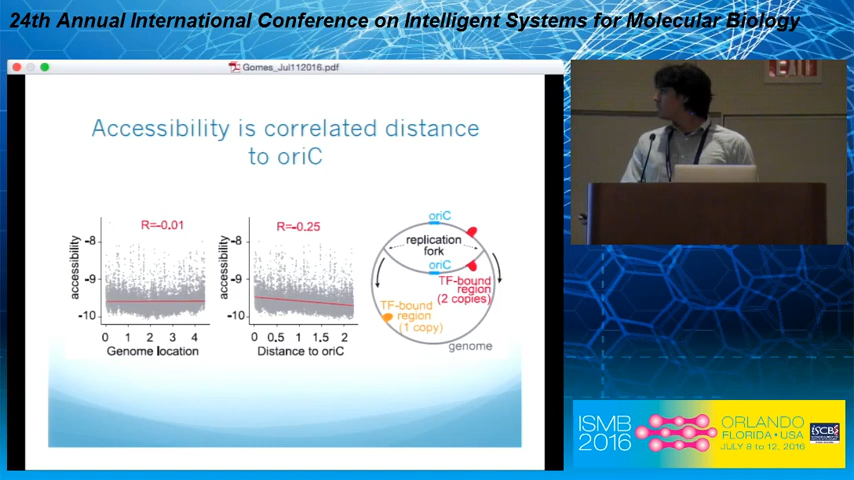 24th Annual International Conference on Intelligent Systems for Molecular Biology
Gomes_Jul112016.pdf
Accessibility is correlated distance
to oriC
R=-0.01
accessibility
-8
-9
-10
0 1 2 3 4
Genome location
R=-0.25
accessibility
-8
-9
-10
0 0.5 1 1.5 2
Distance to oriC
oriC
replication
fork
oriC
TF-bound
region
(2 copies)
TF-bound
region
(1 copy)
genome
ISMB
2016
ORLANDO
FLORIDA • USA
JULY 8 to 12, 2016
ISCB